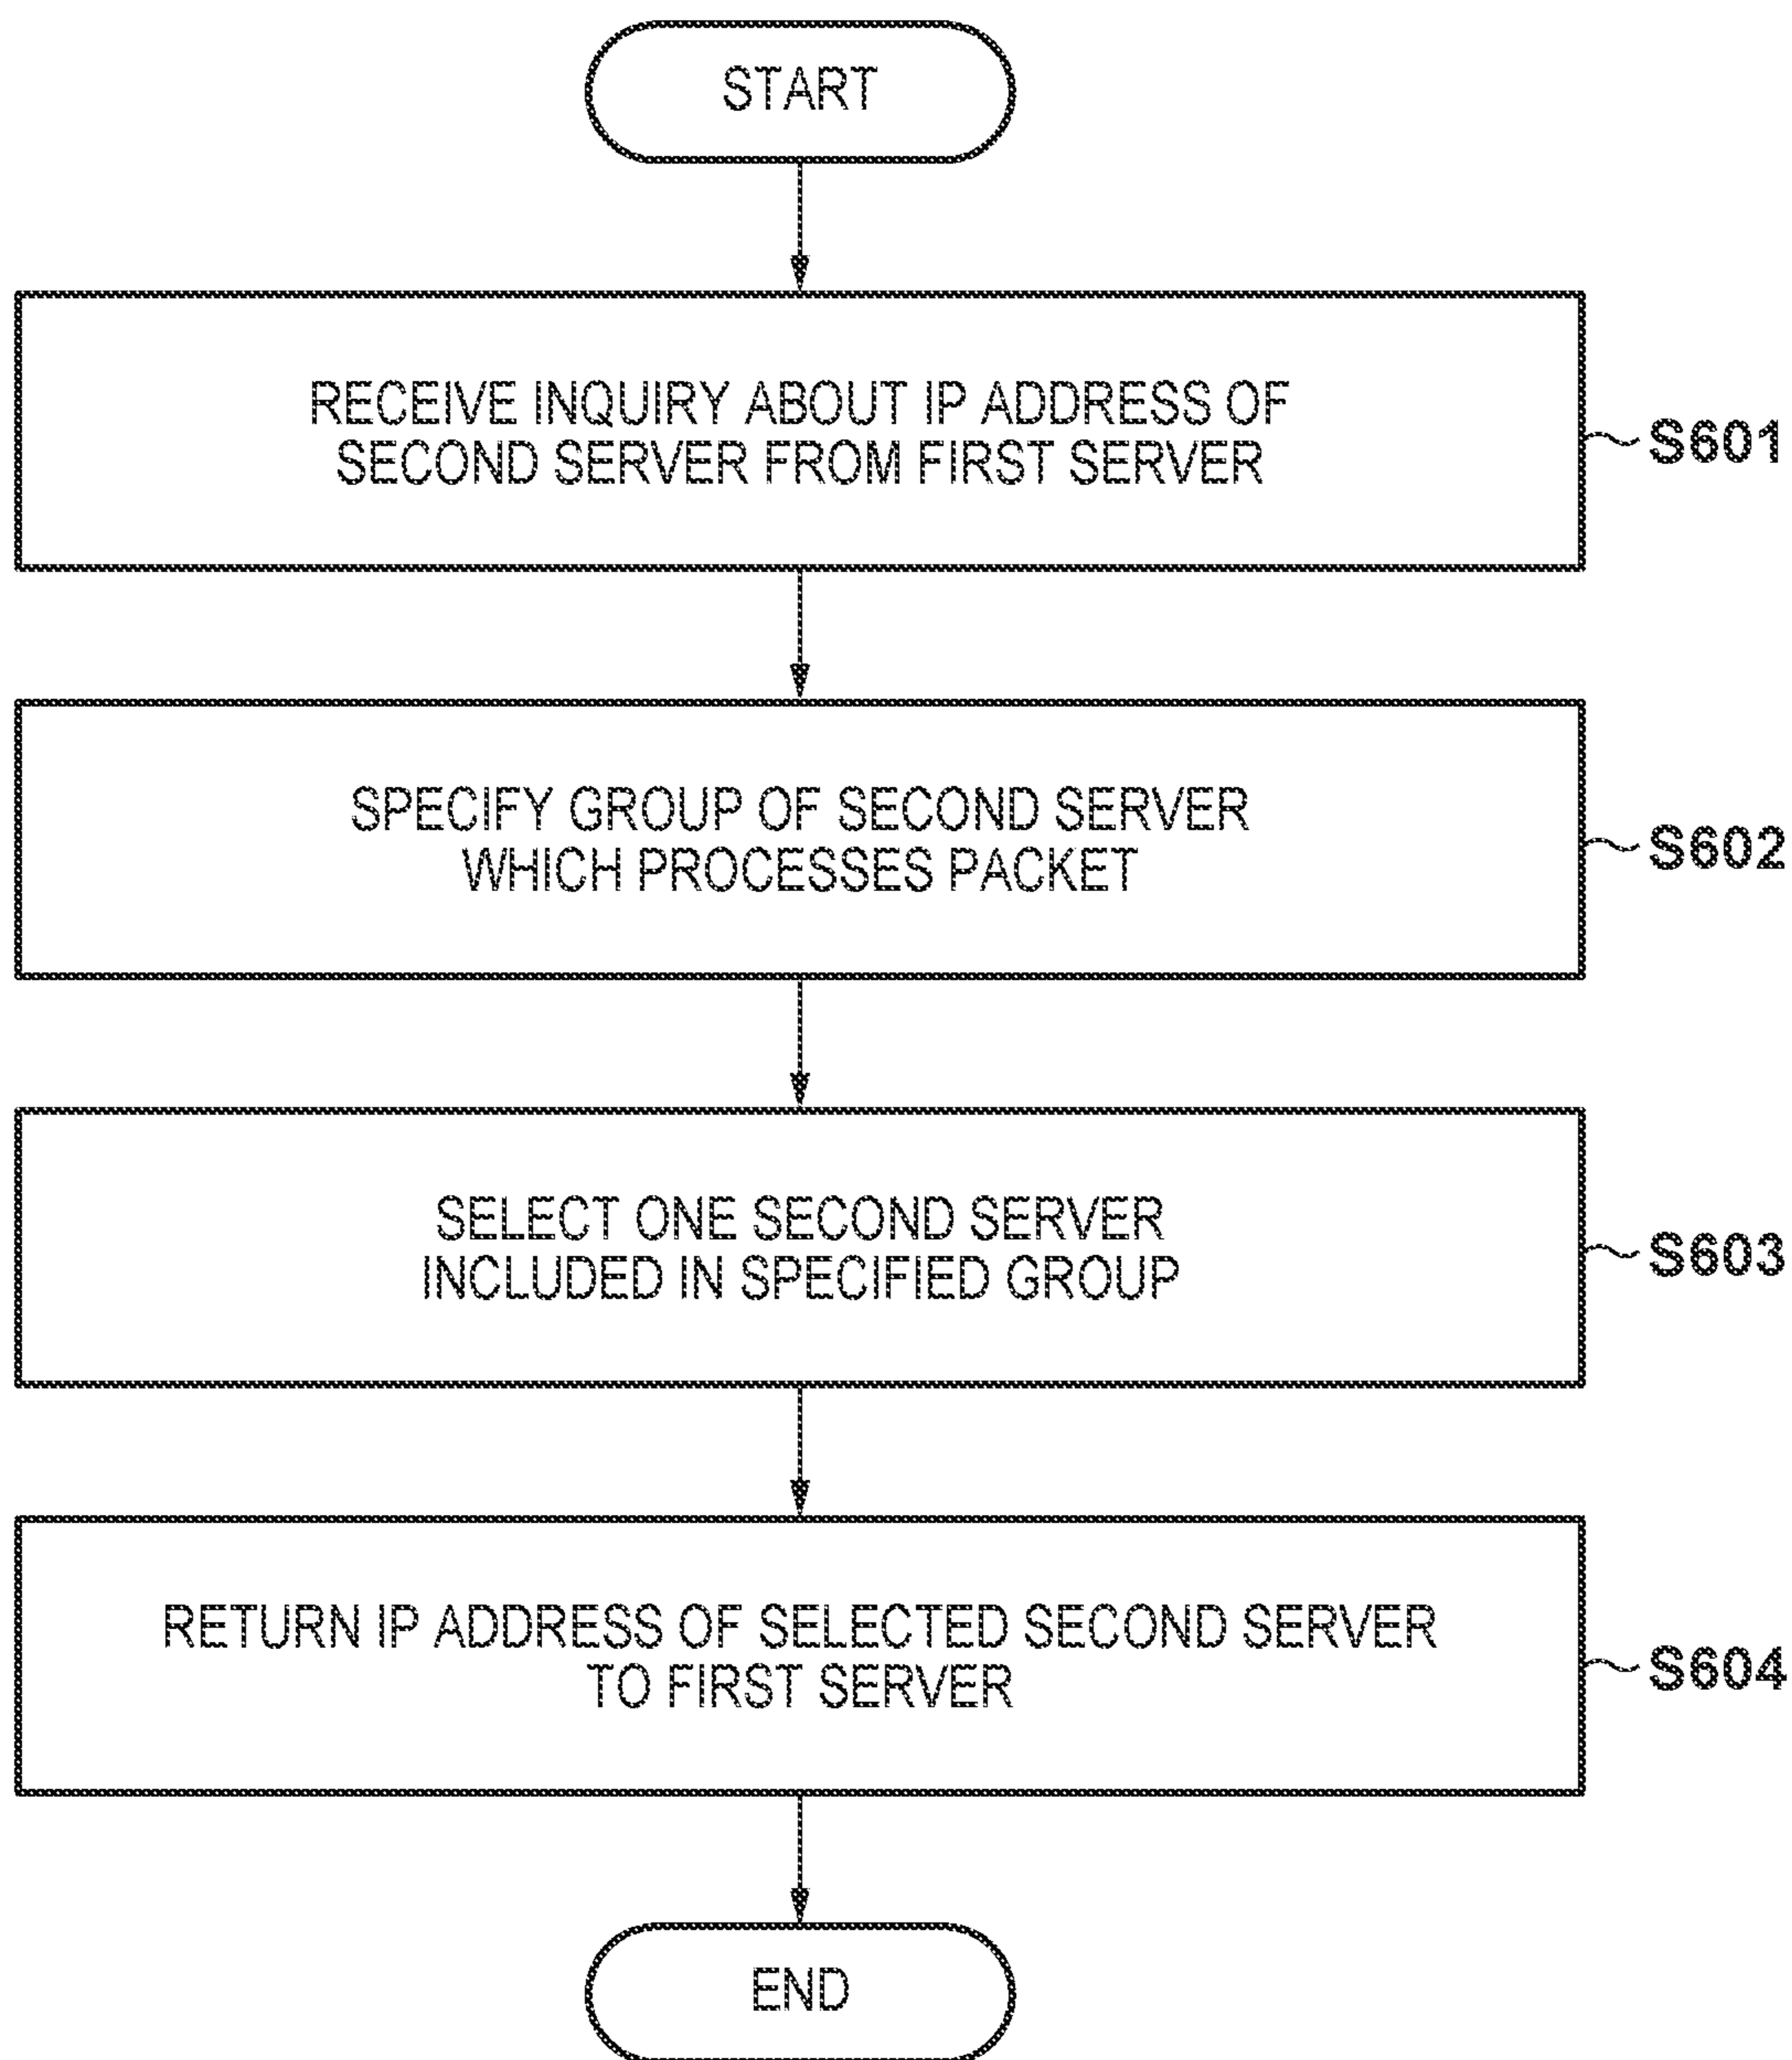 START
RECEIVE INQUIRY ABOUT IP ADDRESS OF
SECOND SERVER FROM FIRST SERVER
S601
SPECIFY GROUP OF SECOND SERVER
WHICH PROCESSES PACKET
S602
SELECT ONE SECOND SERVER
INCLUDED IN SPECIFIED GROUP
S603
RETURN IP ADDRESS OF SELECTED SECOND SERVER
TO FIRST SERVER
S604
END